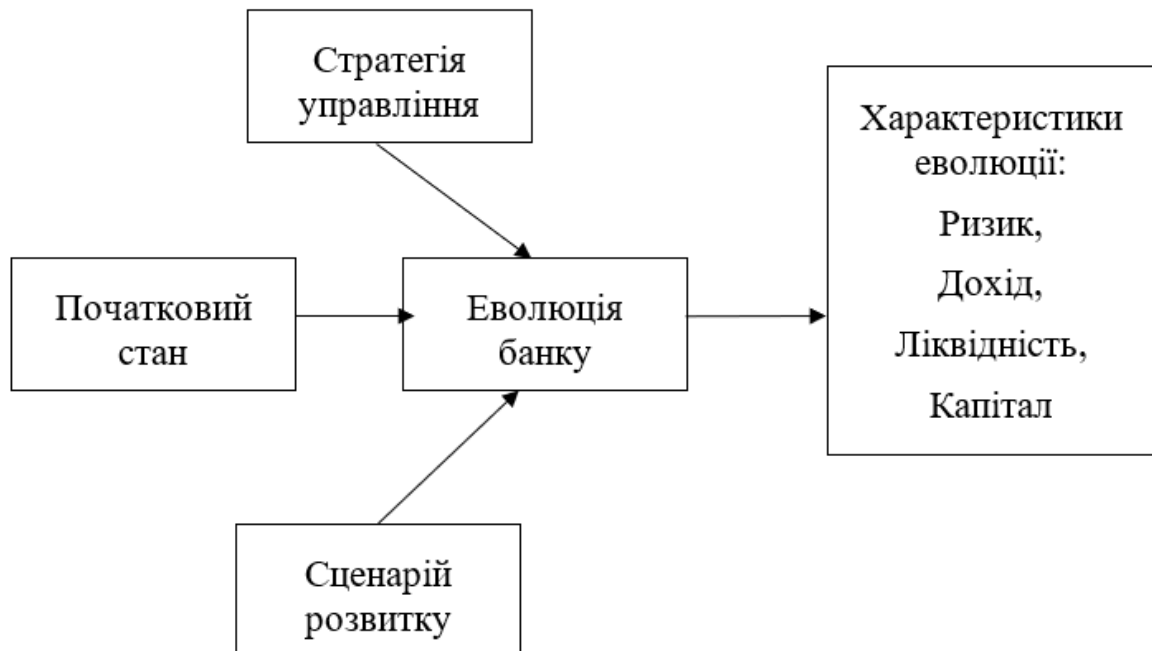 Стратегія
управління
Початковий
стан
Еволюція
банку
Сценарій
розвитку
Характеристики
еволюції:
Ризик,
Дохід,
Ліквідність,
Капітал